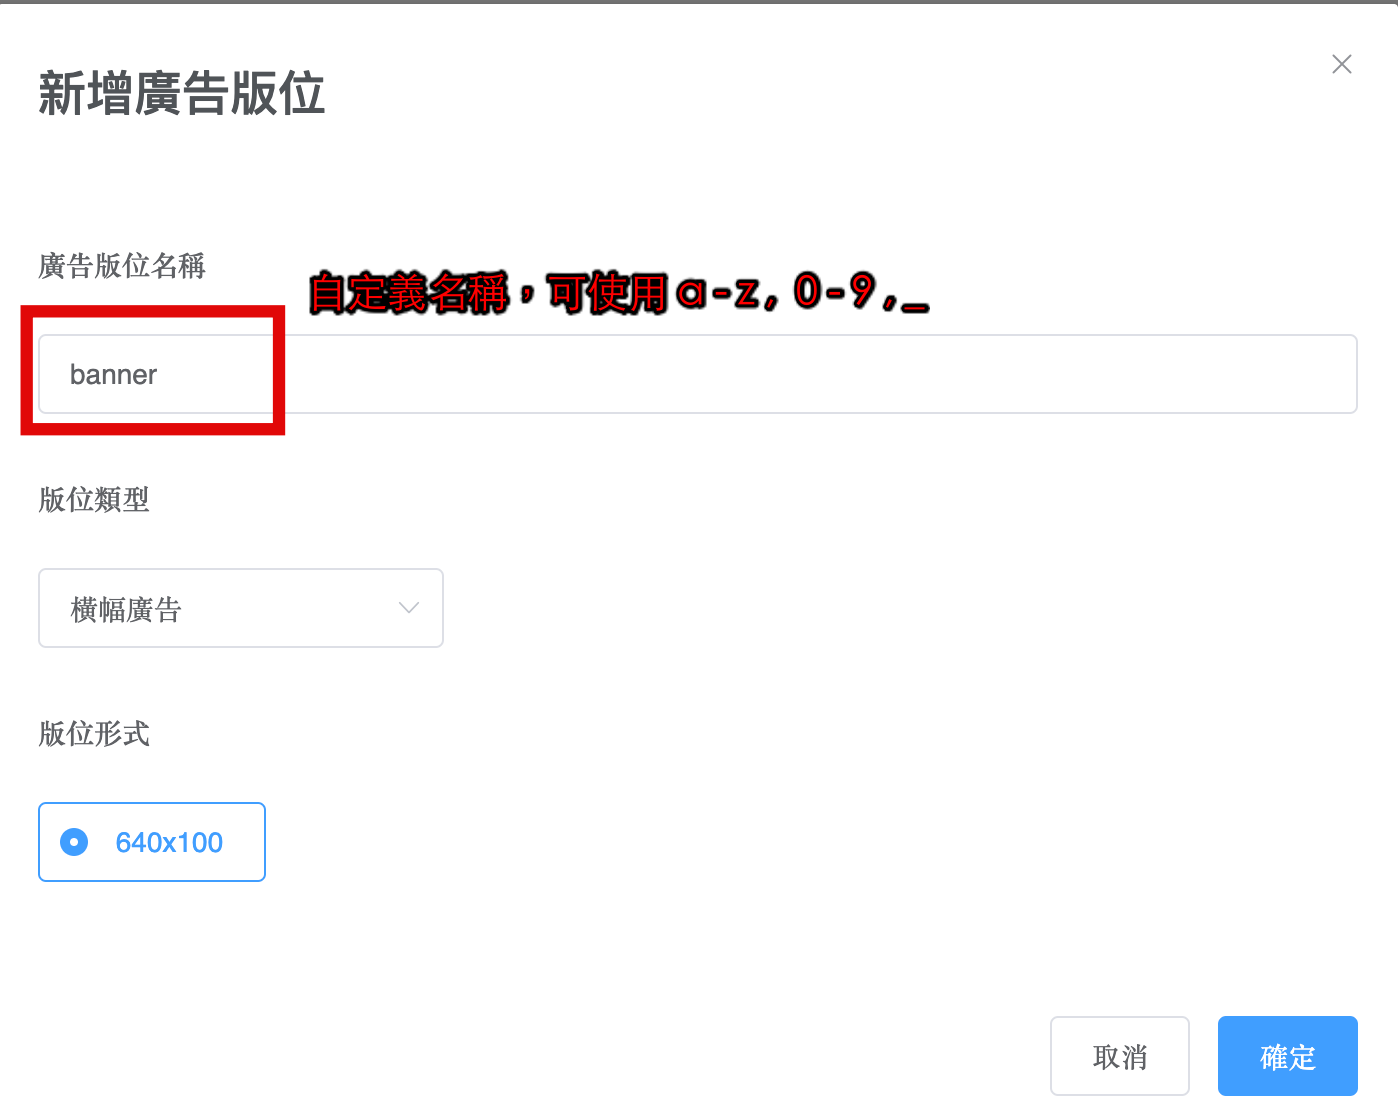 新增廣告版位
廣告版位名稱
自定義名稱，可使用 a-z, 0-9,_
banner
版位類型
橫幅廣告
版位形式
640x100
取消
確定